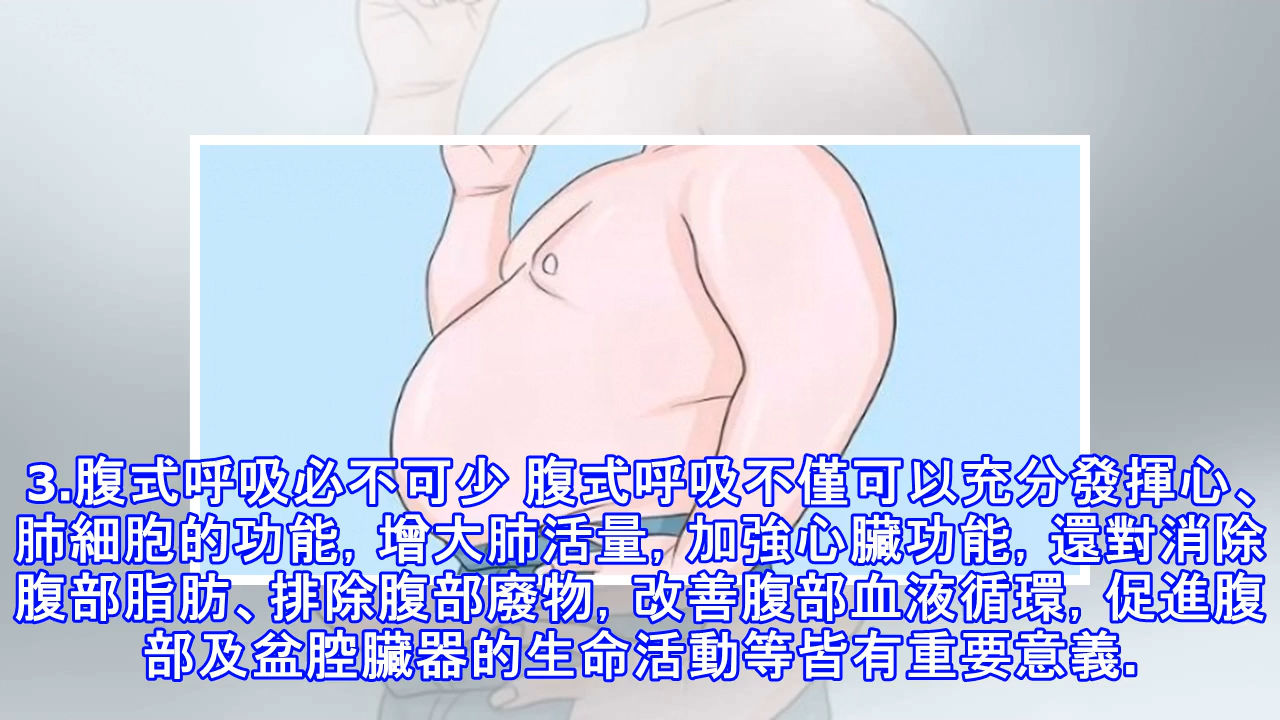 3.腹式呼吸必不可少 腹式呼吸不僅可以充分發揮心、
肺細胞的功能, 增大肺活量, 加強心臟功能, 還對消除
腹部脂肪、排除腹部廢物, 改善腹部血液循環, 促進腹
部及盆腔臟器的生命活動等皆有重要意義.